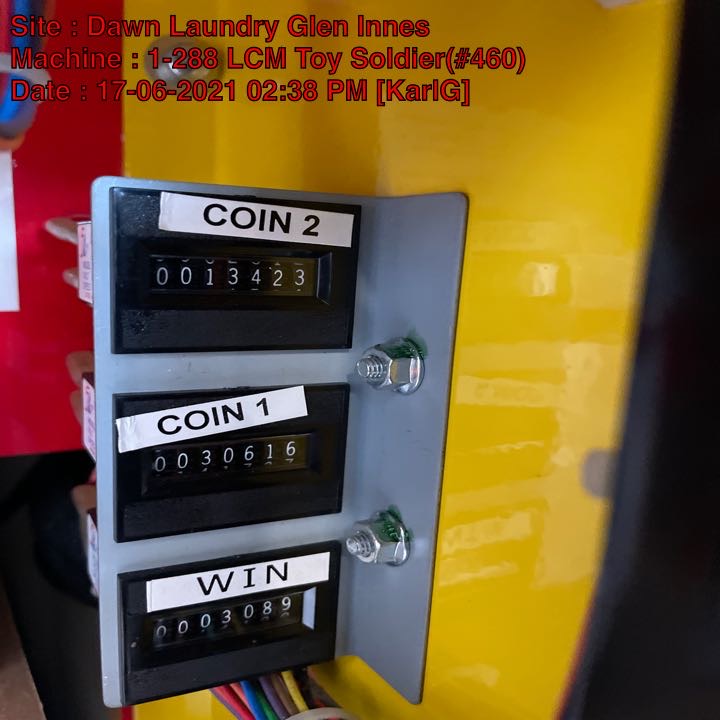 Site : Dawn Laundry Glen Innes
Machine : 1-288 LCM Toy Soldier(#460)
Date : 17-06-2021 02:38 PM [KarlG]
COIN 2
0013423
COIN 1
0030616
WIN
0003089